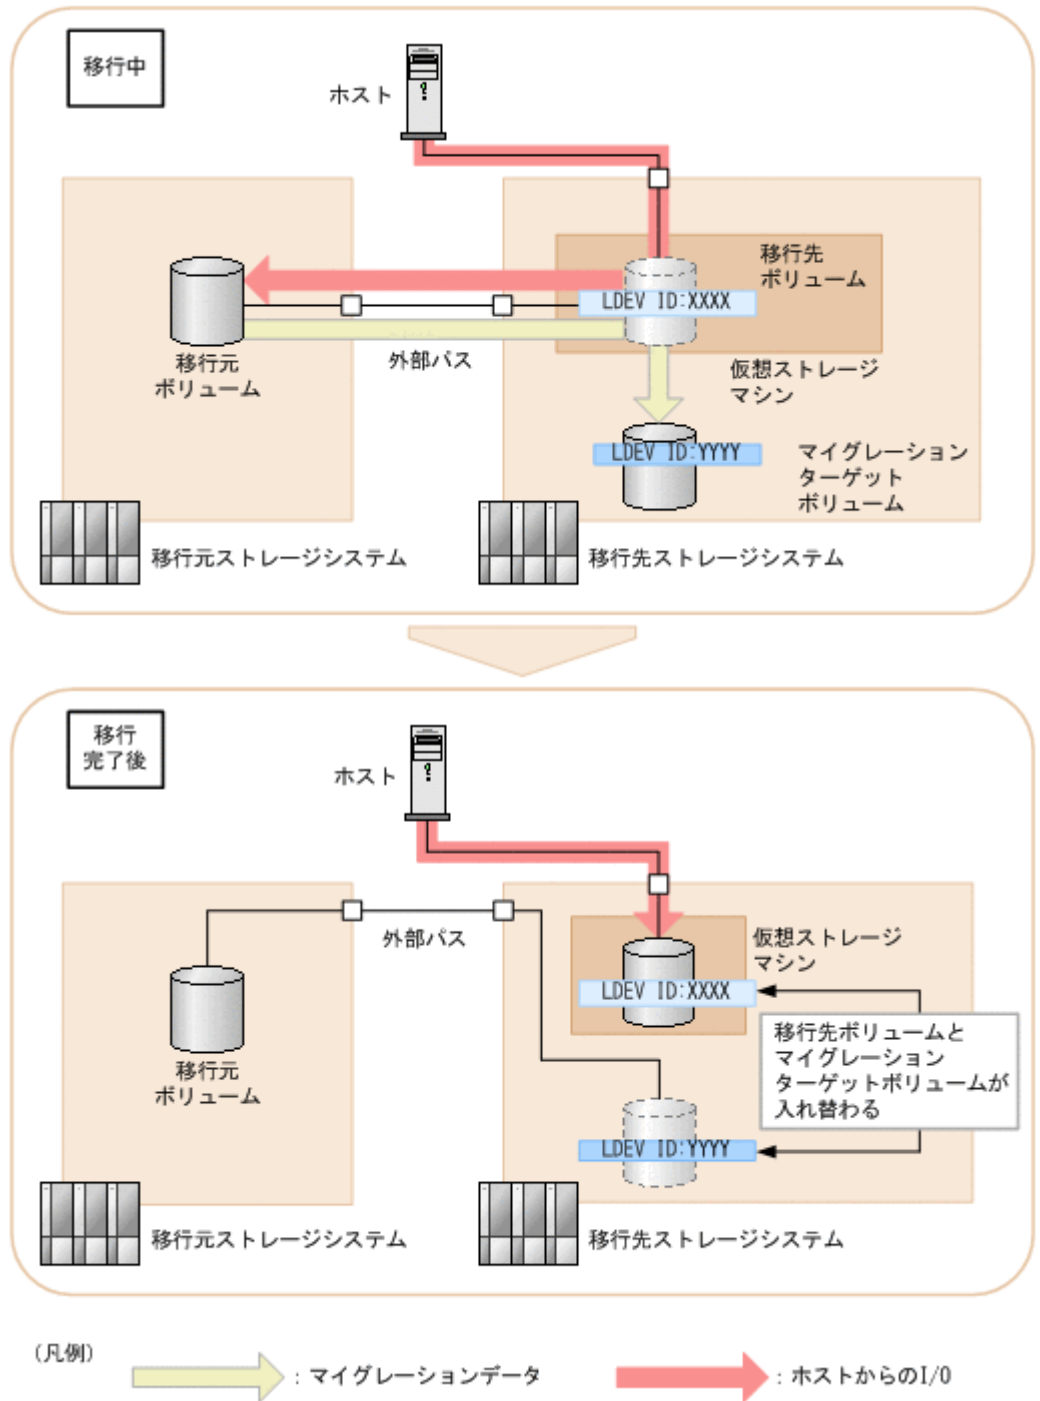 移行中
ホスト
移行先
ボリューム
LDEV ID:XXXX
外部パス
移行元
ボリューム
仮想ストレージ
マシン
LDEV ID:YYYY
マイグレーション
ターゲット
ボリューム
移行元ストレージシステム
移行先ストレージシステム
移行
完了後
ホスト
外部パス
仮想ストレージ
マシン
LDEV ID:XXXX
移行先ボリュームと
マイグレーション
ターゲットボリュームが
入れ替わる
移行元
ボリューム
LDEV ID:YYYY
移行元ストレージシステム
移行先ストレージシステム
(凡例)
：マイグレーションデータ
：ホストからのI/O